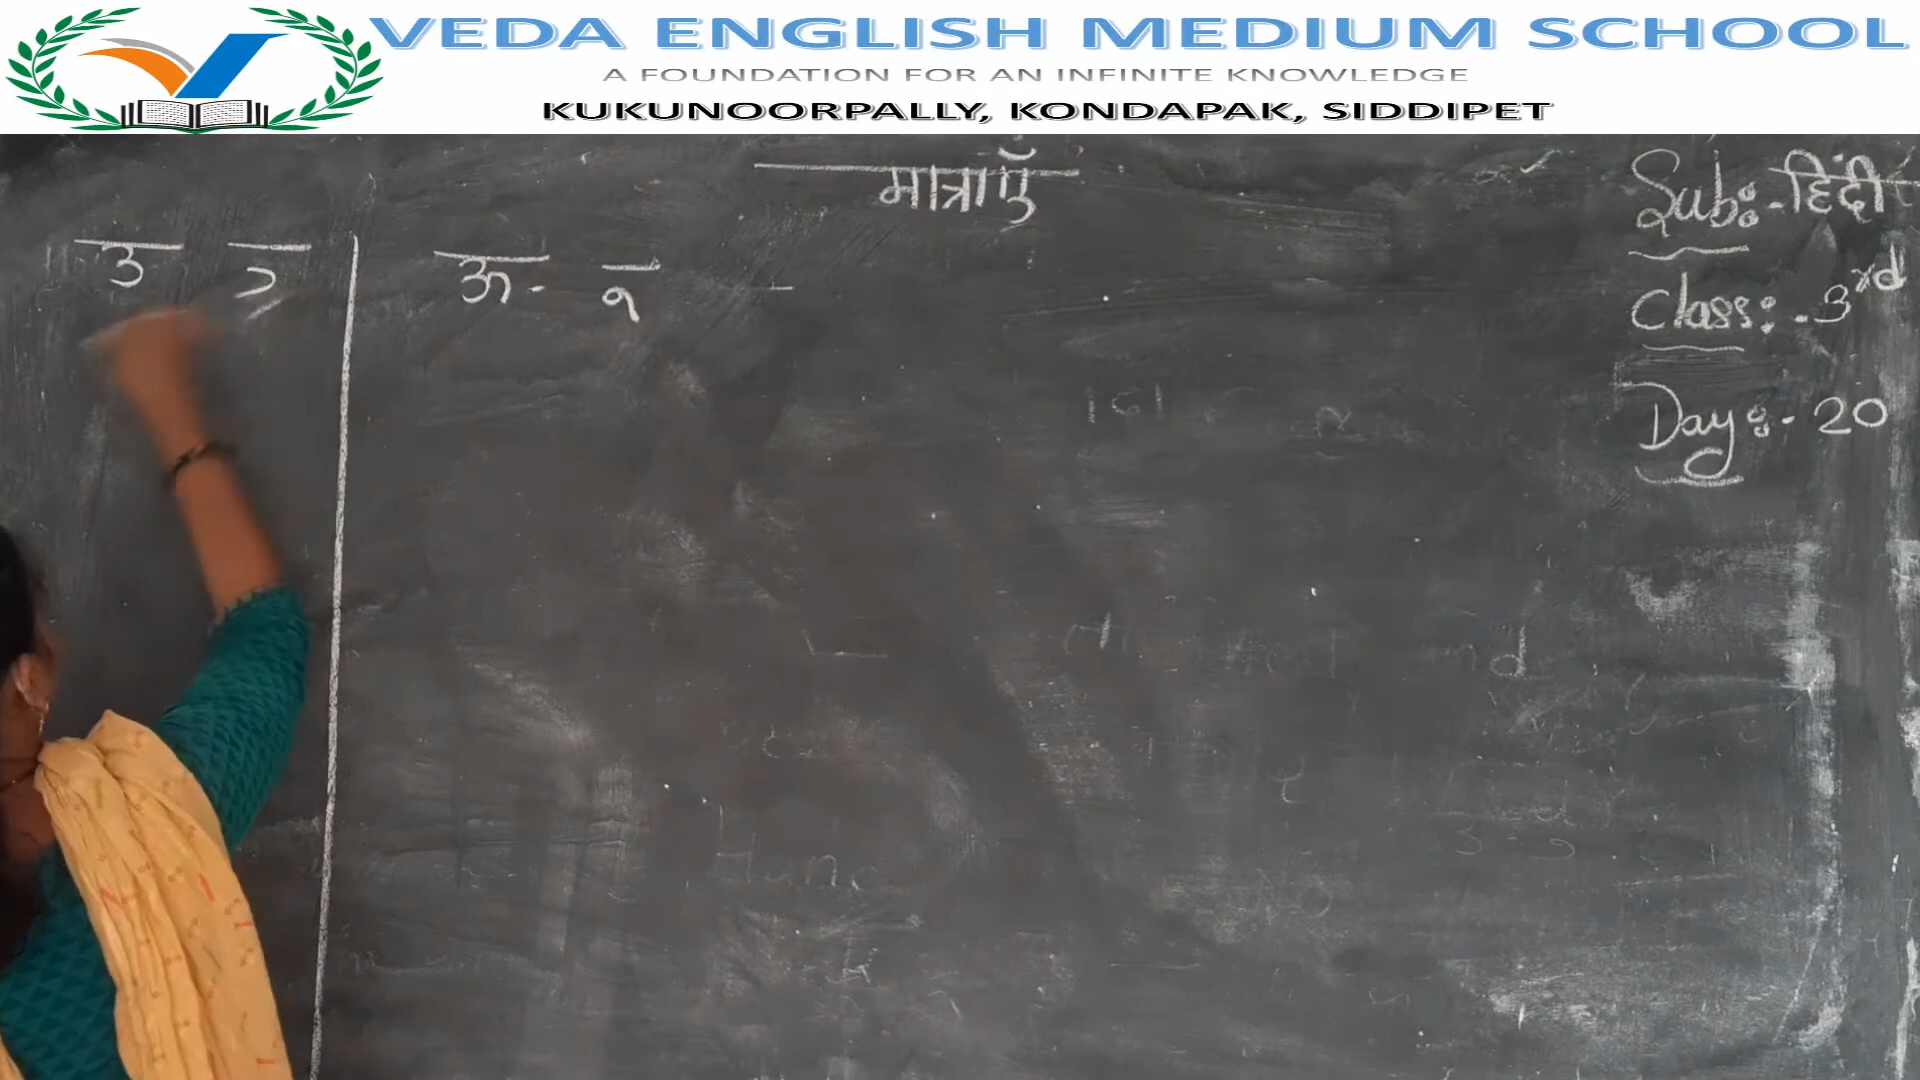 VEDA ENGLISH MEDIUM SCHOOL
A FOUNDATION FOR AN INFINITE KNOWLEDGE
KUKUNOORPALLY, KONDAPAK, SIDDIPET
मात्राएँ
Sub:- हिंदी
Class:- 3rd
Day:- 20
उ ु
ऊ - ू